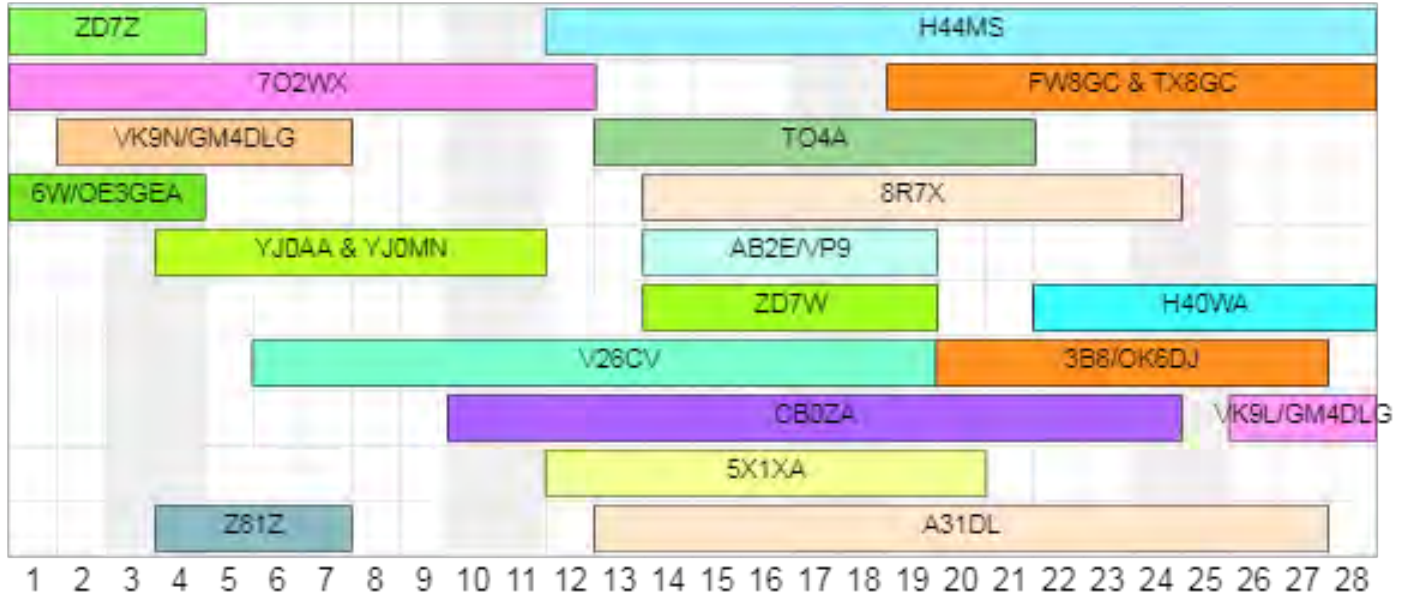 ZD7Z H44MS
7O2WX FW8GC & TX8GC
VK9N/GM4DLG TO4A
6W/OE3GEA 8R7X
YJ0AA & YJ0MN AB2E/VP9
ZD7W H40WA
V26CV 3B8/OK6DJ
CB0ZA VK9L/GM4DLG
5X1XA
Z81Z A31DL
1 2 3 4 5 6 7 8 9 10 11 12 13 14 15 16 17 18 19 20 21 22 23 24 25 26 27 28